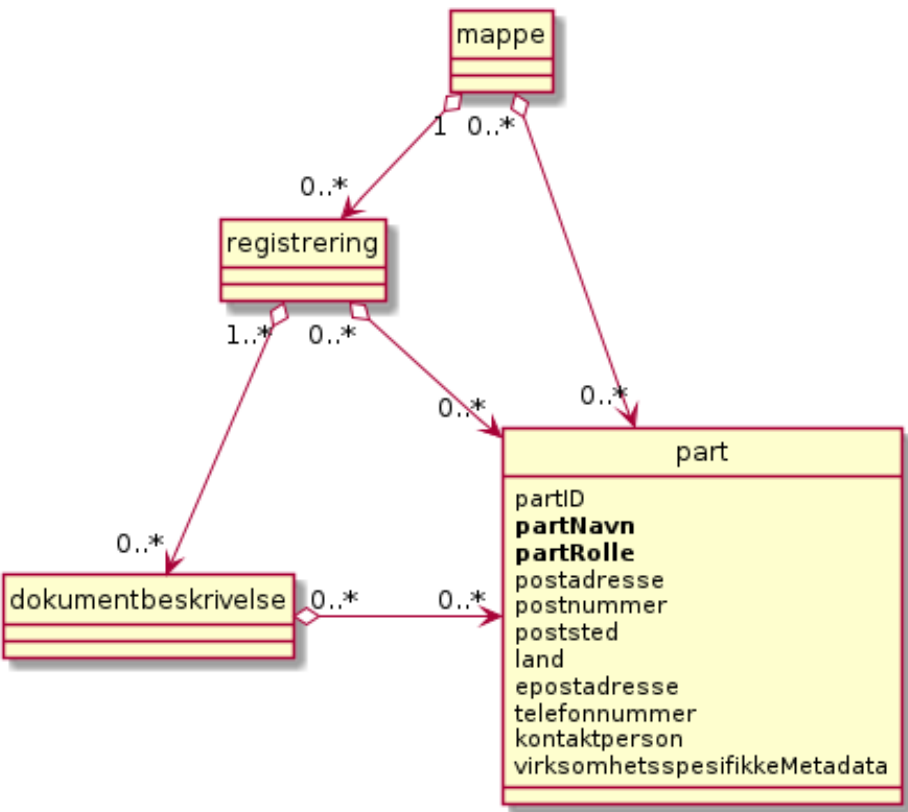 mappe
1 0..*
0..*
registrering
1..* 0..*
0..*
0..*
part
partID
partNavn
partRolle
postadresse
postnummer
poststed
land
epostadresse
telefonnummer
kontaktperson
virksomhetsspesifikkeMetadata
0..*
dokumentbeskrivelse
0..* 0..*